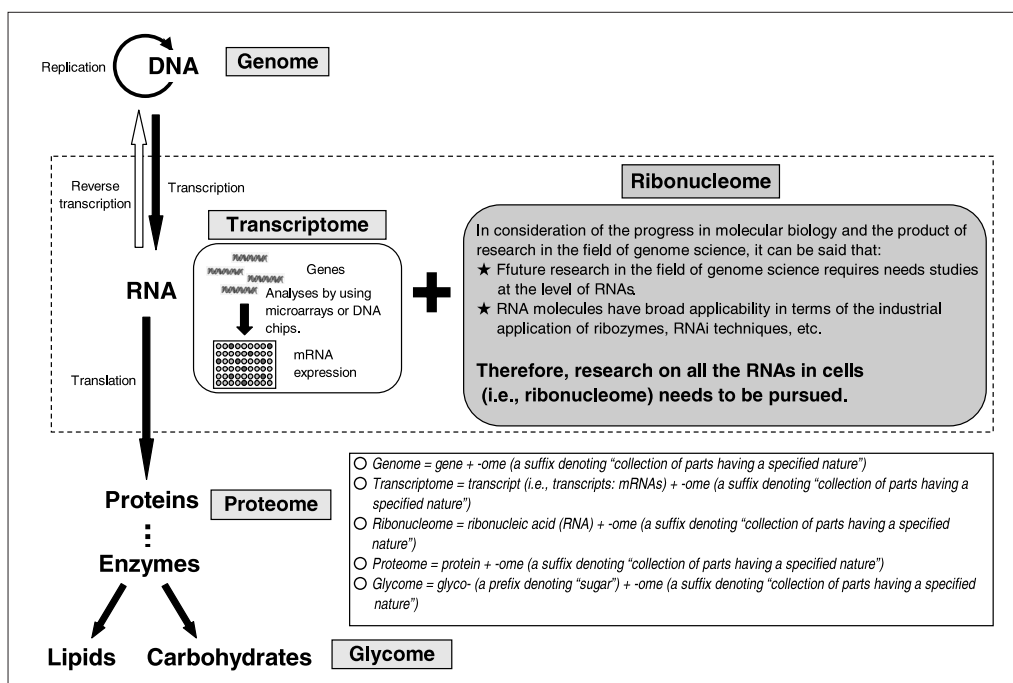 Replication
DNA
Genome
Reverse
transcription
Transcription
Ribonucleome
Transcriptome
In consideration of the progress in molecular biology and the product of
research in the field of genome science, it can be said that:
★ Ffuture research in the field of genome science requires needs studies
at the level of RNAs.
★ RNA molecules have broad applicability in terms of the industrial
application of ribozymes, RNAi techniques, etc.
Therefore, research on all the RNAs in cells
(i.e., ribonucleome) needs to be pursued.
Genes
Analyses by using
microarrays or DNA
chips.
mRNA
expression
+
RNA
Translation
Proteins
Proteome
Enzymes
Lipids
Carbohydrates
Glycome
○ Genome = gene + -ome (a suffix denoting “collection of parts having a specified nature”)
○ Transcriptome = transcript (i.e., transcripts: mRNAs) + -ome (a suffix denoting “collection of parts having a
specified nature”)
○ Ribonucleome = ribonucleic acid (RNA) + -ome (a suffix denoting “collection of parts having a specified
nature”)
○ Proteome = protein + -ome (a suffix denoting “collection of parts having a specified nature”)
○ Glycome = glyco- (a prefix denoting “sugar”) + -ome (a suffix denoting “collection of parts having a specified
nature”)